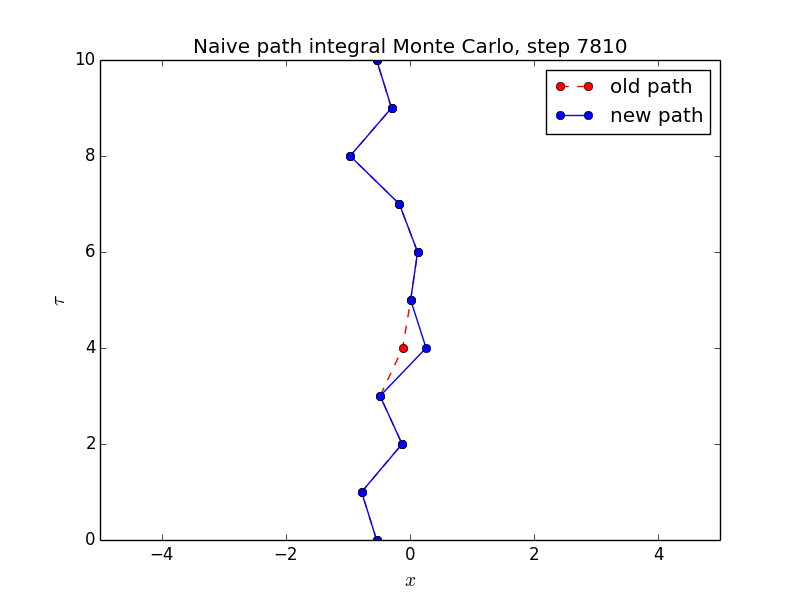 Naive path integral Monte Carlo, step 7810
old path
new path
10
8
6
4
2
0
τ
−4 −2 0 2 4
x